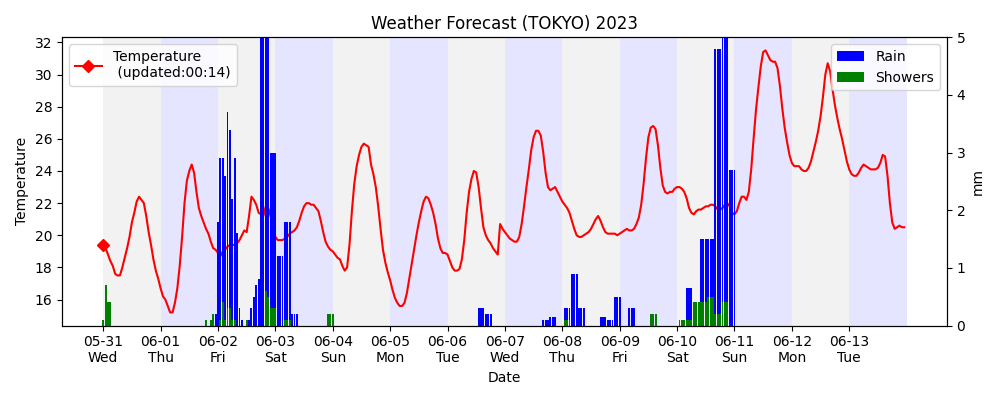 Weather Forecast (TOKYO) 2023
Temperature
(updated:00:14)
Rain
Showers
Temperature
32
30
28
26
24
22
20
18
16
5
4
3
2
1
0
mm
05-31 06-01 06-02 06-03 06-04 06-05 06-06 06-07 06-08 06-09 06-10 06-11 06-12 06-13
Wed Thu Fri Sat Sun Mon Tue Wed Thu Fri Sat Sun Mon Tue
Date